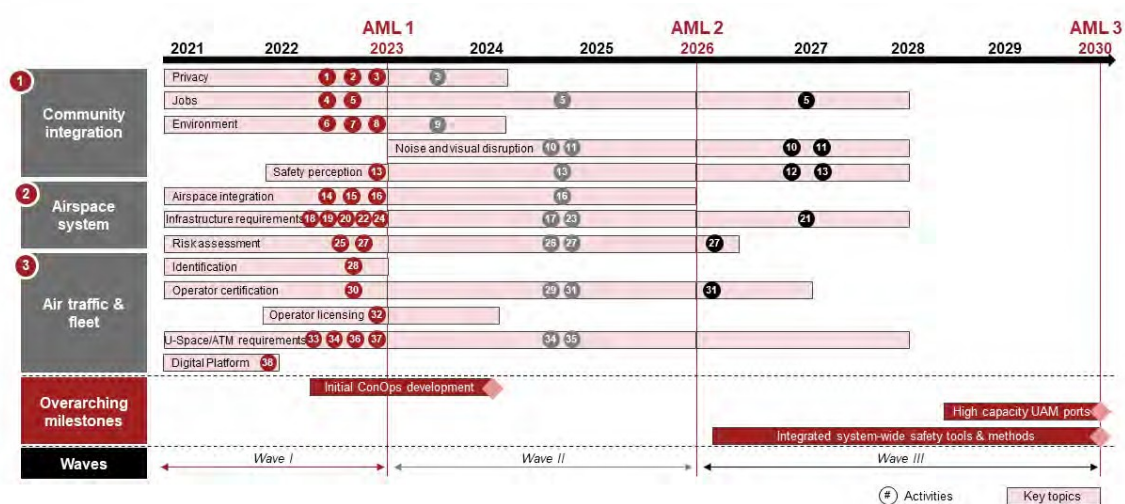 AML 1 AML 2 AML 3
2021 2022 2023 2024 2025 2026 2027 2028 2029 2030
1
Community
integration
Privacy 1 2 3 3
Jobs 4 5 5 5
Environment 6 7 8 9
Noise and visual disruption 10 11 10 11
Safety perception 13 13 12 13
2
Airspace
system
Airspace integration 14 15 16 16
Infrastructure requirements 18 19 20 22 24 17 23 21
Risk assessment 25 27 26 27 27
3
Air traffic &
fleet
Identification 28
Operator certification 30 29 31 31
Operator licensing 32
U-Space/ATM requirements 33 34 36 37 34 35
Digital Platform 38
Overarching
milestones
Initial ConOps development
High capacity UAM ports
Integrated system-wide safety tools & methods
Waves
Wave I Wave II Wave III
# Activities Key topics